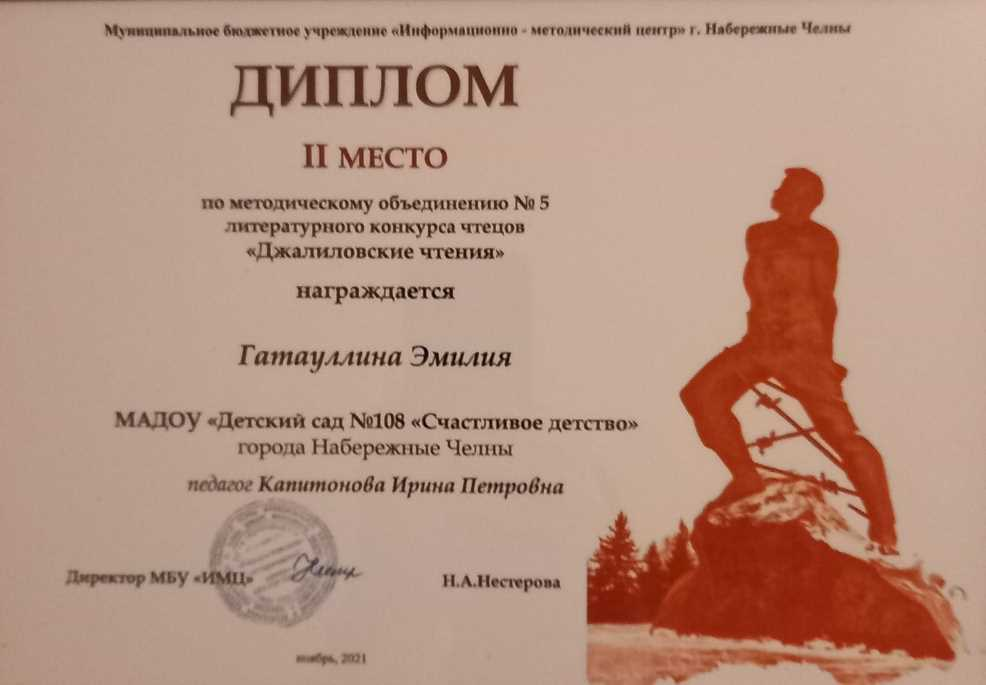 Муниципальное бюджетное учреждение «Информационно - методический центр» г. Набережные Челны
ДИПЛОМ
II МЕСТО
по методическому объединению № 5
литературного конкурса чтецов
«Джалиловские чтения»
награждается
Гатауллина Эмилия
МАДОУ «Детский сад №108 «Счастливое детство»
города Набережные Челны
педагог Капитонова Ирина Петровна
Директор МБУ «ИМЦ» Н.А.Нестерова
ноябрь, 2021